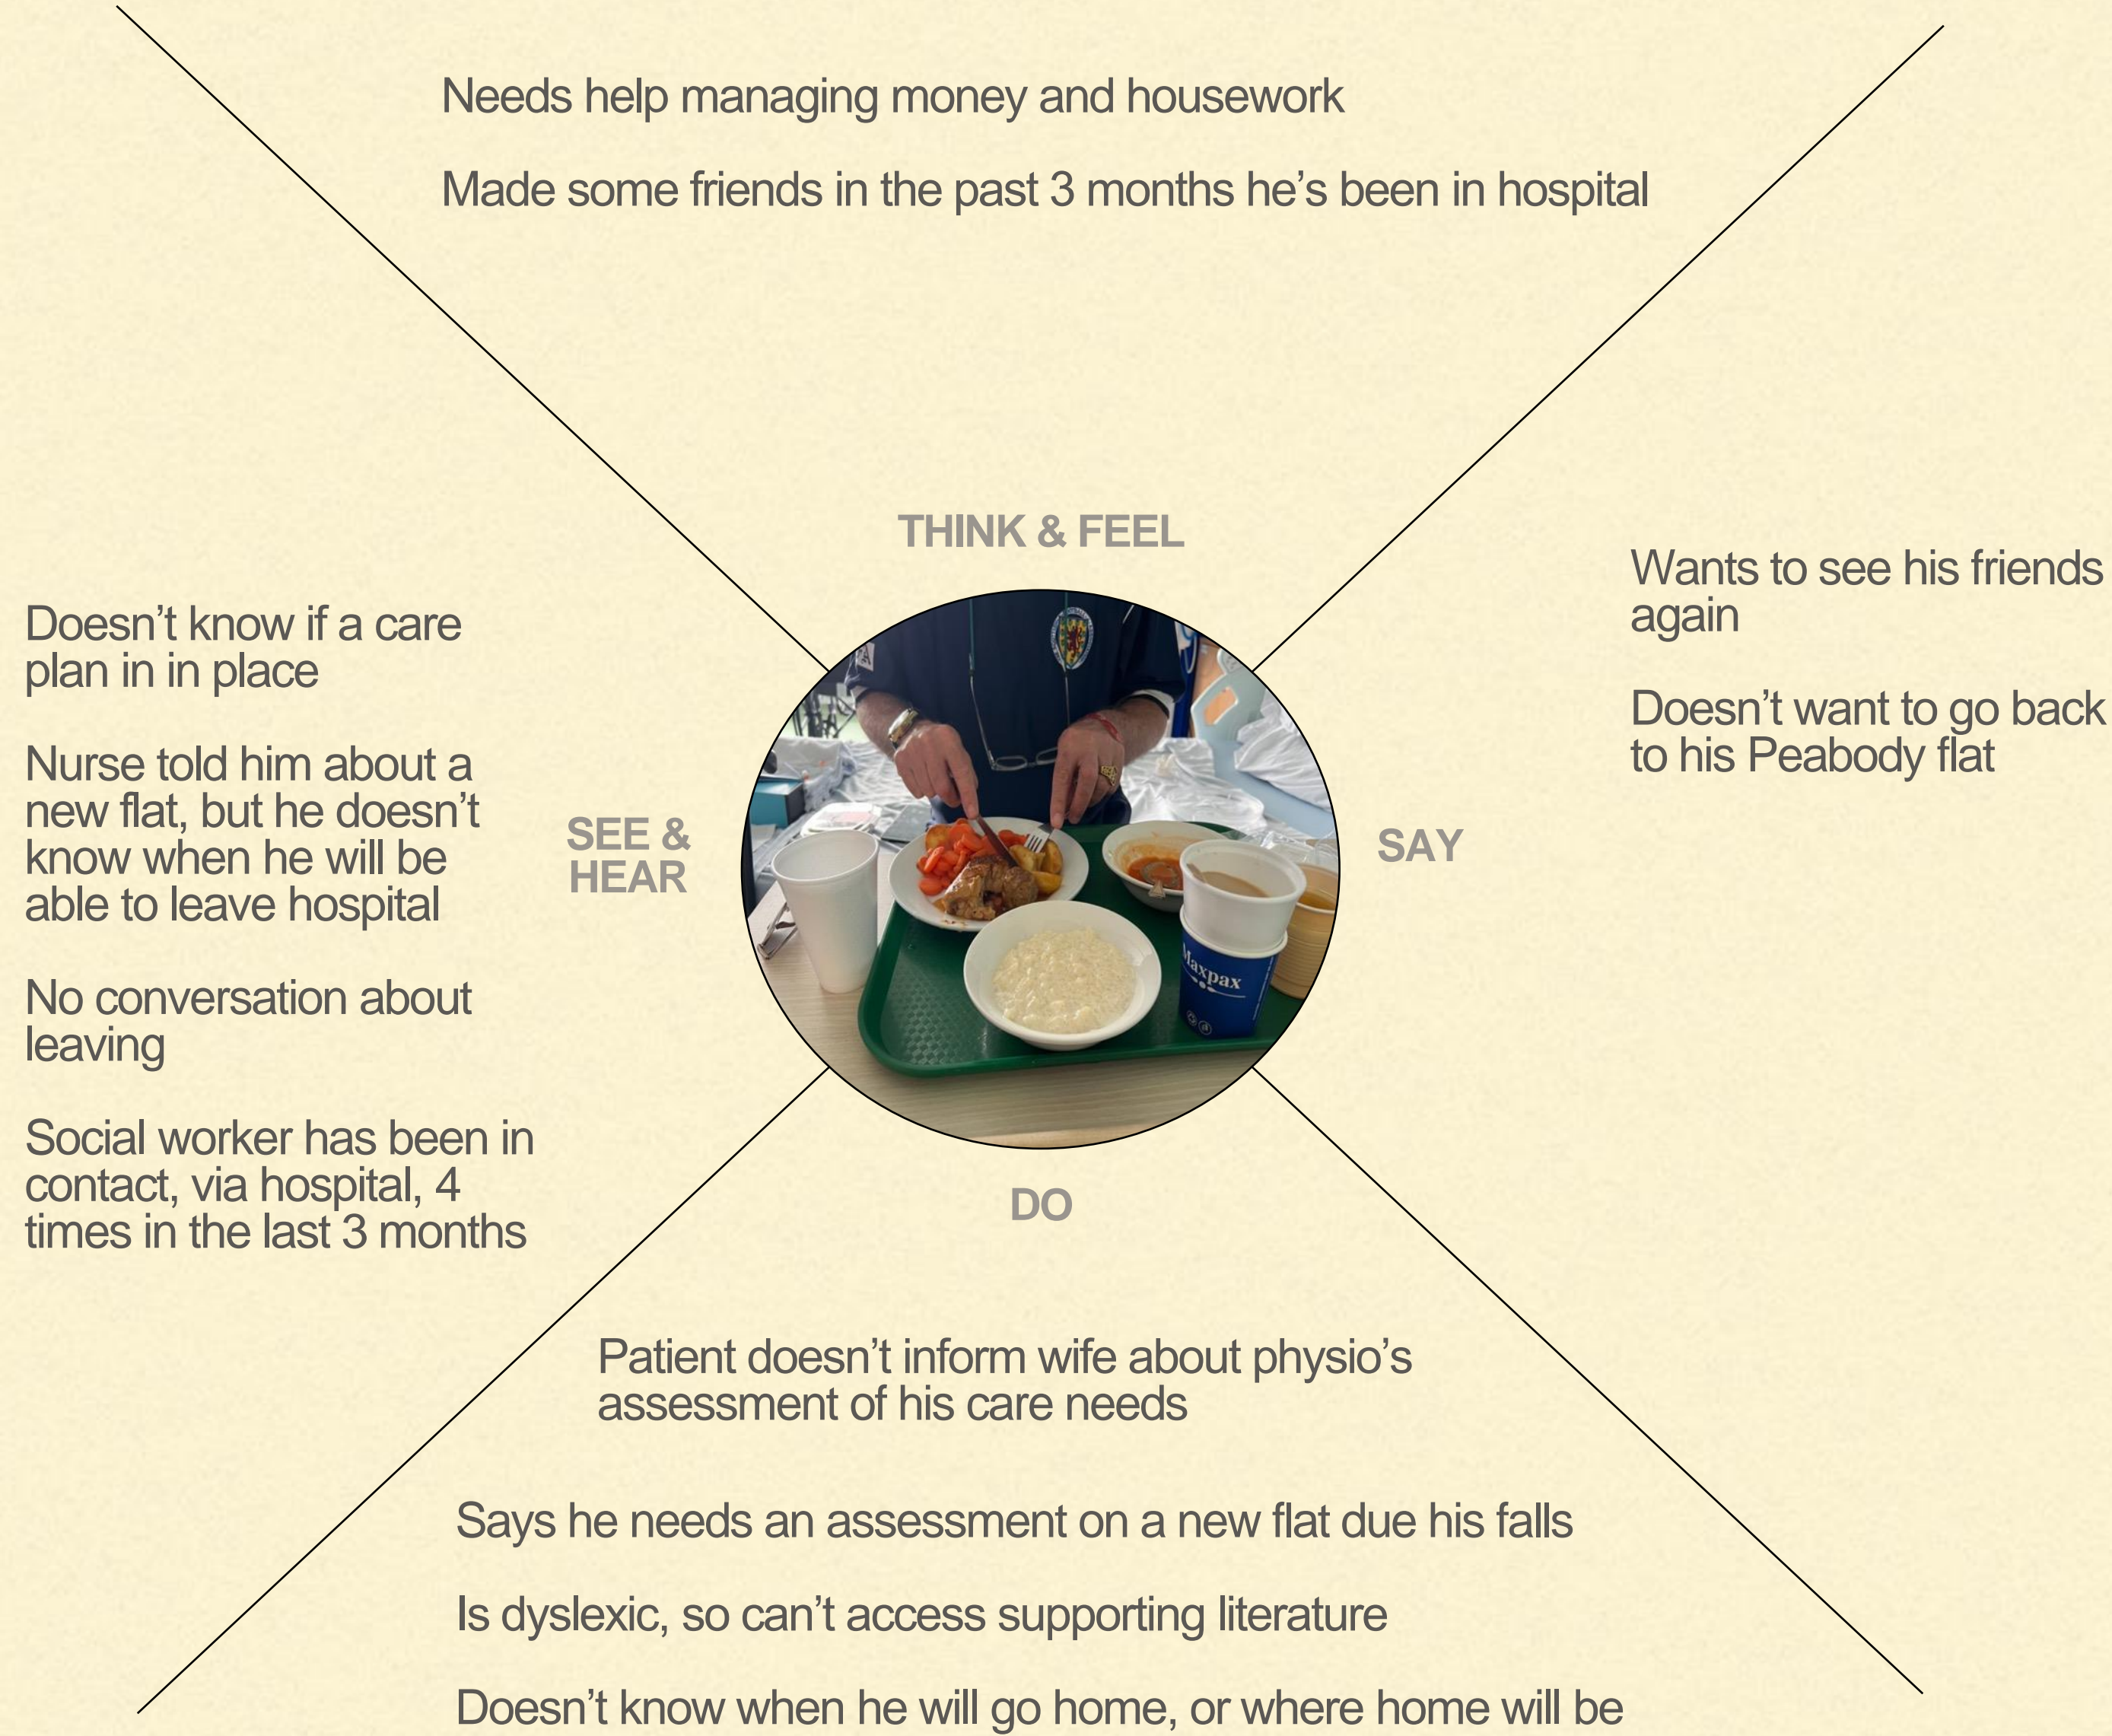 Needs help managing money and housework
Made some friends in the past 3 months he's been in hospital
THINK & FEEL
Doesn't know if a care
plan in in place
Nurse told him about a
new flat, but he doesn't
know when he will be
able to leave hospital
No conversation about
leaving
Social worker has been in
contact, via hospital, 4
times in the last 3 months
SEE &
HEAR
Maxpax
SAY
Wants to see his friends
again
Doesn't want to go back
to his Peabody flat
DO
Patient doesn't inform wife about physio's
assessment of his care needs
Says he needs an assessment on a new flat due his falls
Is dyslexic, so can't access supporting literature
Doesn't know when he will go home, or where home will be